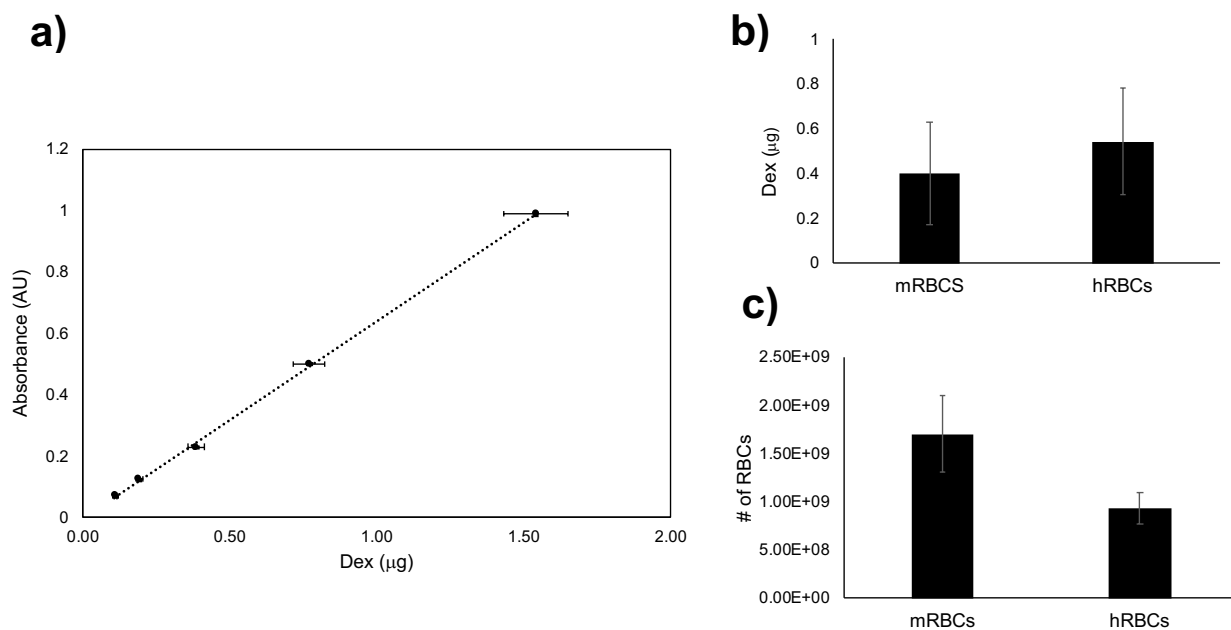 a)
1.2
1
0.8
0.6
0.4
0.2
0
Absorbance (AU)
0.00
0.50
1.00
1.50
2.00
Dex (μg)
b)
1
0.8
0.6
0.4
0.2
0
Dex (μg)
mRBCS
hRBCs
c)
2.50E+09
2.00E+09
1.50E+09
1.00E+09
5.00E+08
0.00E+00
# of RBCs
mRBCs
hRBCs